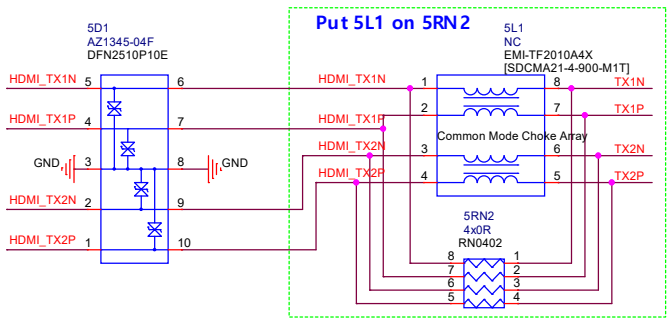 Put 5L1 on 5RN2
5D1
AZ1345-04F
DFN2510P10E
5L1
NC
EMI-TF2010A4X
[SDCMA21-4-900-M1T]
HDMI_TX1N 5 6 HDMI_TX1N 1 8 TX1N
HDMI_TX1P 4 7 HDMI_TX1P 2 7 TX1P
Common Mode Choke Array
GND 3 8 GND
HDMI_TX2N 3 6 TX2N
HDMI_TX2P 4 5 TX2P
HDMI_TX2N 2 9
HDMI_TX2P 1 10
5RN2
4x0R
RN0402
8 1
7 2
6 3
5 4